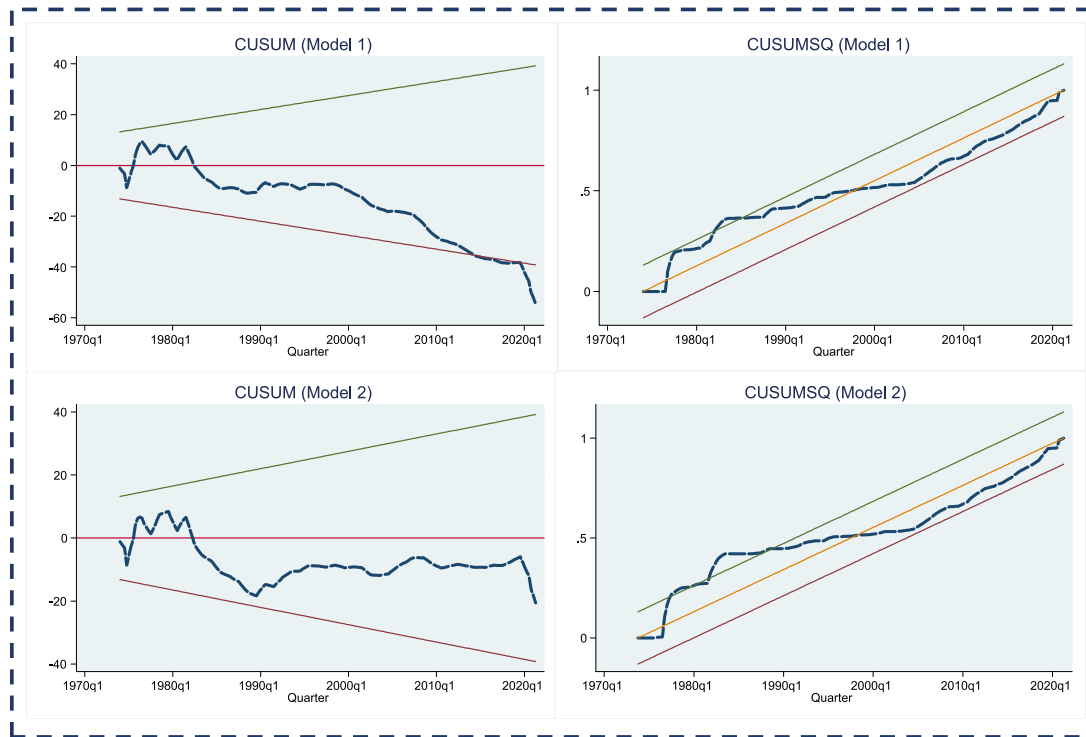 CUSUM (Model 1)
40
20
0
-20
-40
-60
1970q1 1980q1 1990q1 2000q1 2010q1 2020q1
Quarter
CUSUMSQ (Model 1)
1
.5
0
1970q1 1980q1 1990q1 2000q1 2010q1 2020q1
Quarter
CUSUM (Model 2)
40
20
0
-20
-40
1970q1 1980q1 1990q1 2000q1 2010q1 2020q1
Quarter
CUSUMSQ (Model 2)
1
.5
0
1970q1 1980q1 1990q1 2000q1 2010q1 2020q1
Quarter